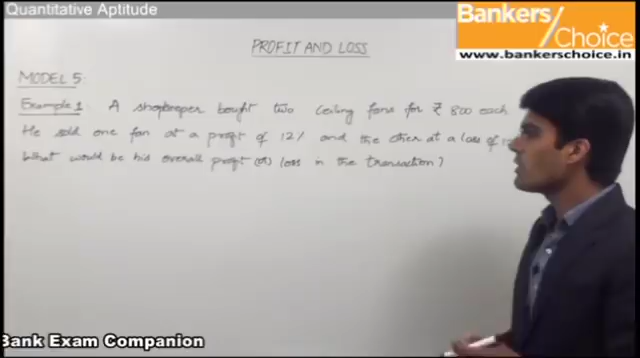 Quantitative Aptitude
Bankers
Choice
www.bankerschoice.in
PROFIT AND LOSS
MODEL 5:
Example 1: A shopkeeper bought two ceiling fans for ₹ 800 each.
He sold one fan at a profit of 12% and the other at a loss of
What would be his overall profit (or) loss in the transaction?
Bank Exam Companion